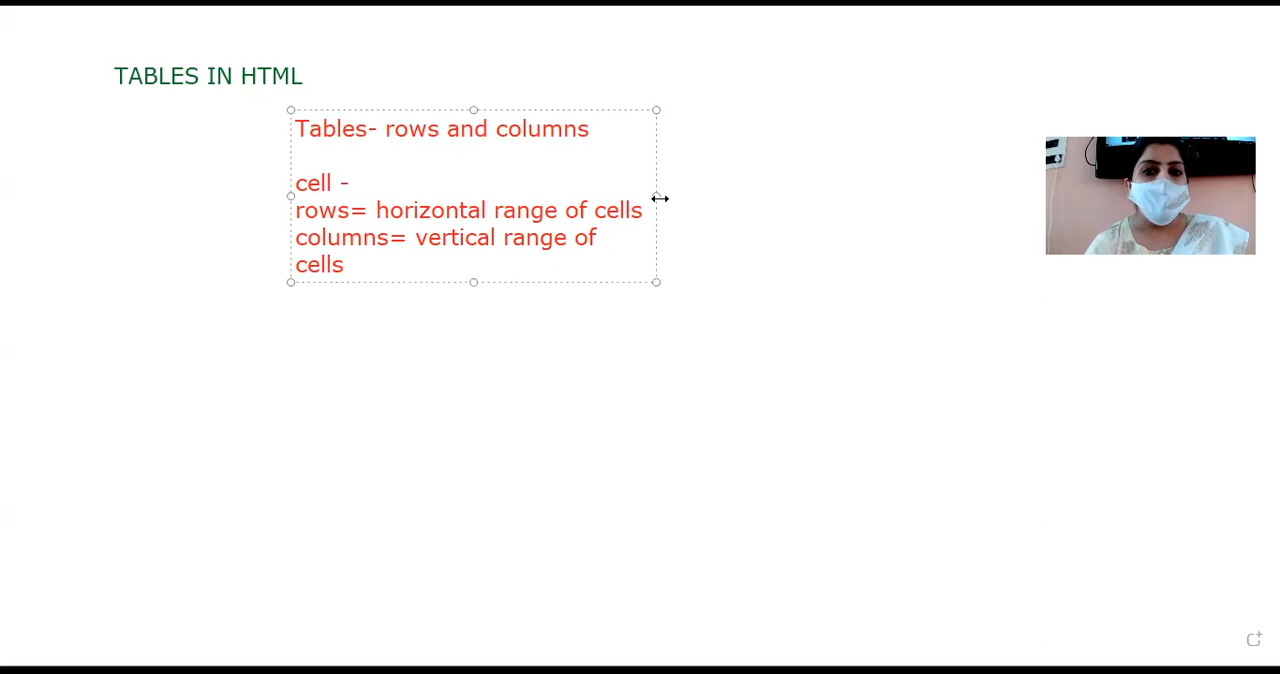 TABLES IN HTML
Tables- rows and columns
cell -
rows= horizontal range of cells
columns= vertical range of
cells